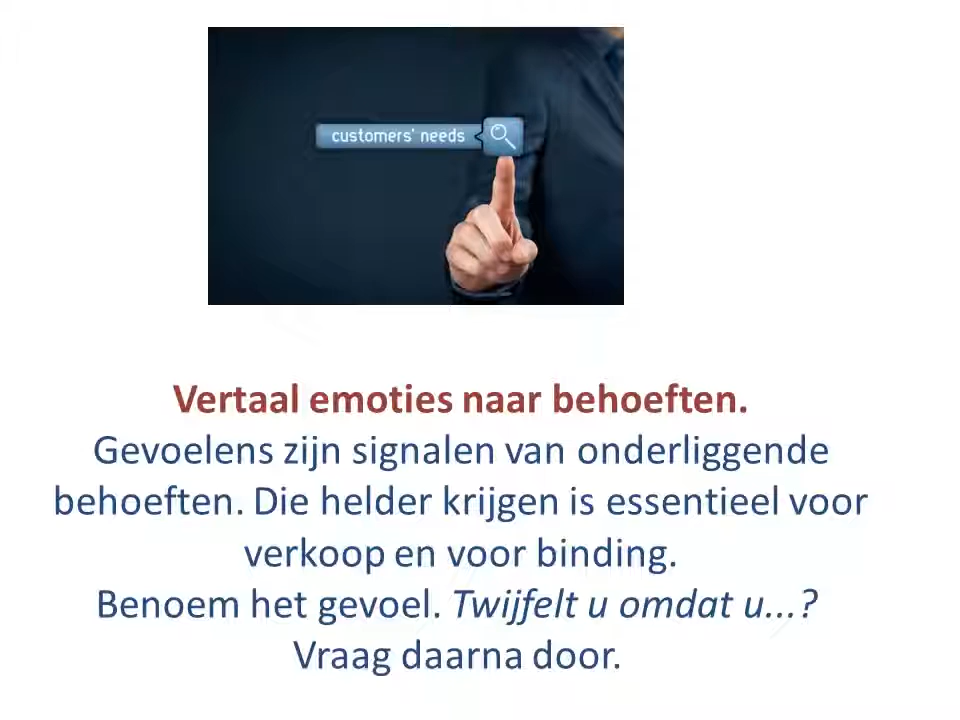 customers' needs
Vertaal emoties naar behoeften.
Gevoelens zijn signalen van onderliggende
behoeften. Die helder krijgen is essentieel voor
verkoop en voor binding.
Benoem het gevoel. Twijfelt u omdat u...?
Vraag daarna door.